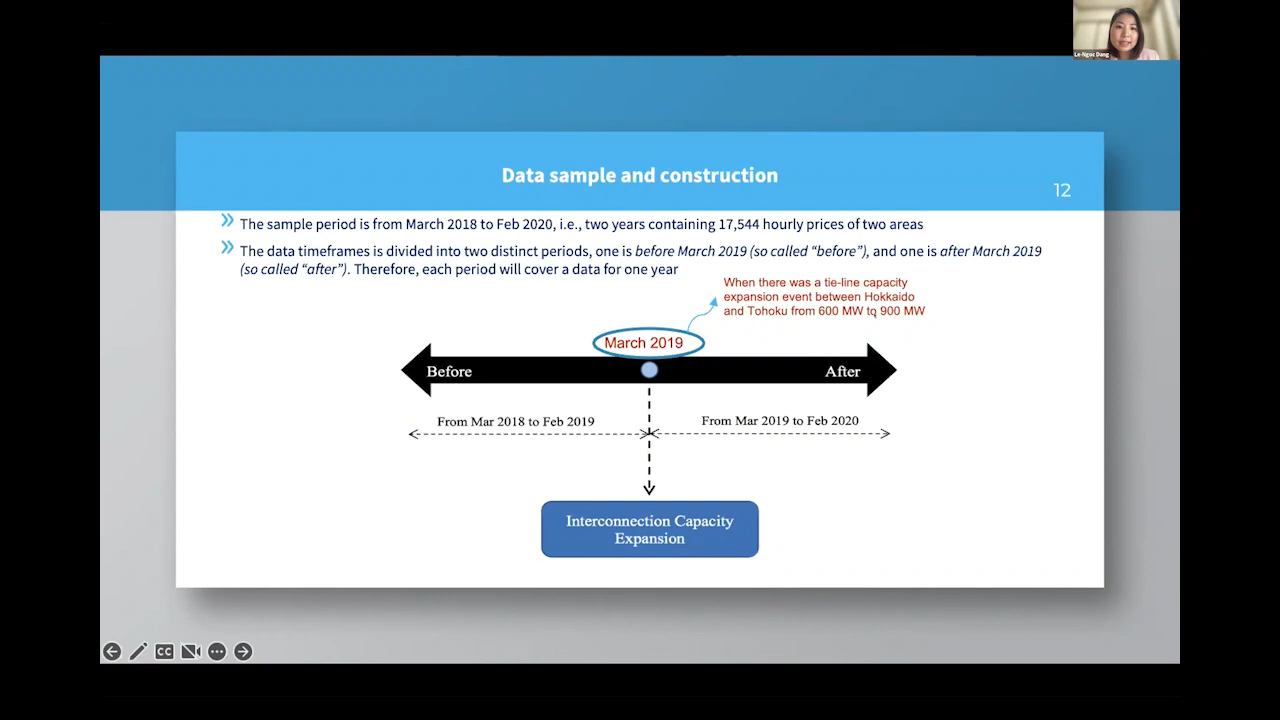 Le-Ngoc Dang
Data sample and construction
12
The sample period is from March 2018 to Feb 2020, i.e., two years containing 17,544 hourly prices of two areas
The data timeframes is divided into two distinct periods, one is before March 2019 (so called “before”), and one is after March 2019
(so called “after”). Therefore, each period will cover a data for one year
When there was a tie-line capacity
expansion event between Hokkaido
and Tohoku from 600 MW tq 900 MW
March 2019
Before
After
From Mar 2018 to Feb 2019
From Mar 2019 to Feb 2020
Interconnection Capacity
Expansion
CC